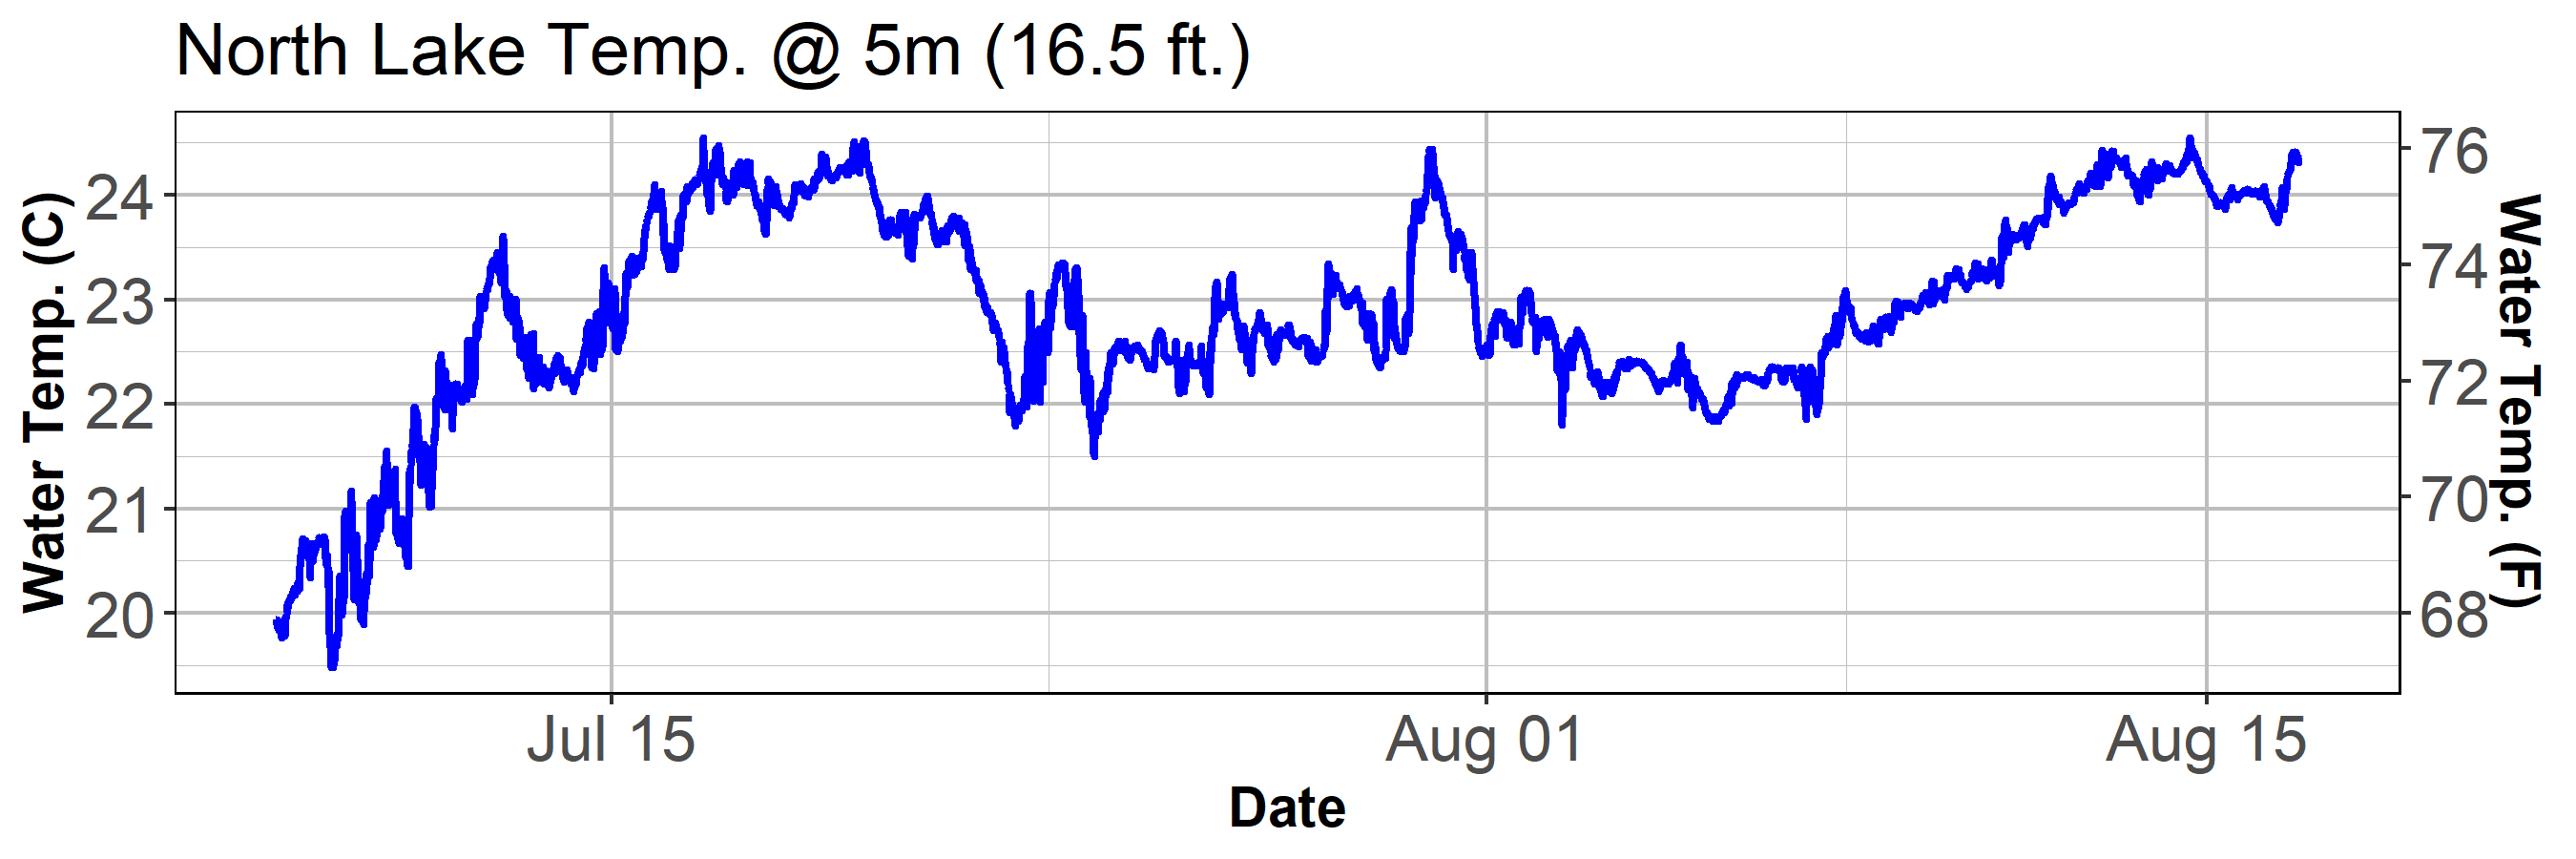 North Lake Temp. @ 5m (16.5 ft.)
Water Temp. (C)
24
23
22
21
20
76
74
72
70
68
Water Temp. (F)
Jul 15
Aug 01
Aug 15
Date